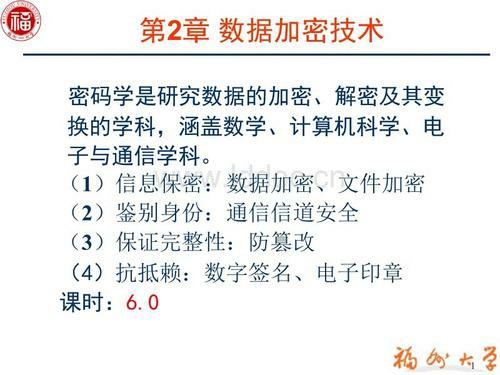 福
第2章 数据加密技术
密码学是研究数据的加密、解密及其变
换的学科，涵盖数学、计算机科学、电
子与通信学科。
（1）信息保密：数据加密、文件加密
（2）鉴别身份：通信信道安全
（3）保证完整性：防篡改
（4）抗抵赖：数字签名、电子印章
课时：6.0
福州大学
1